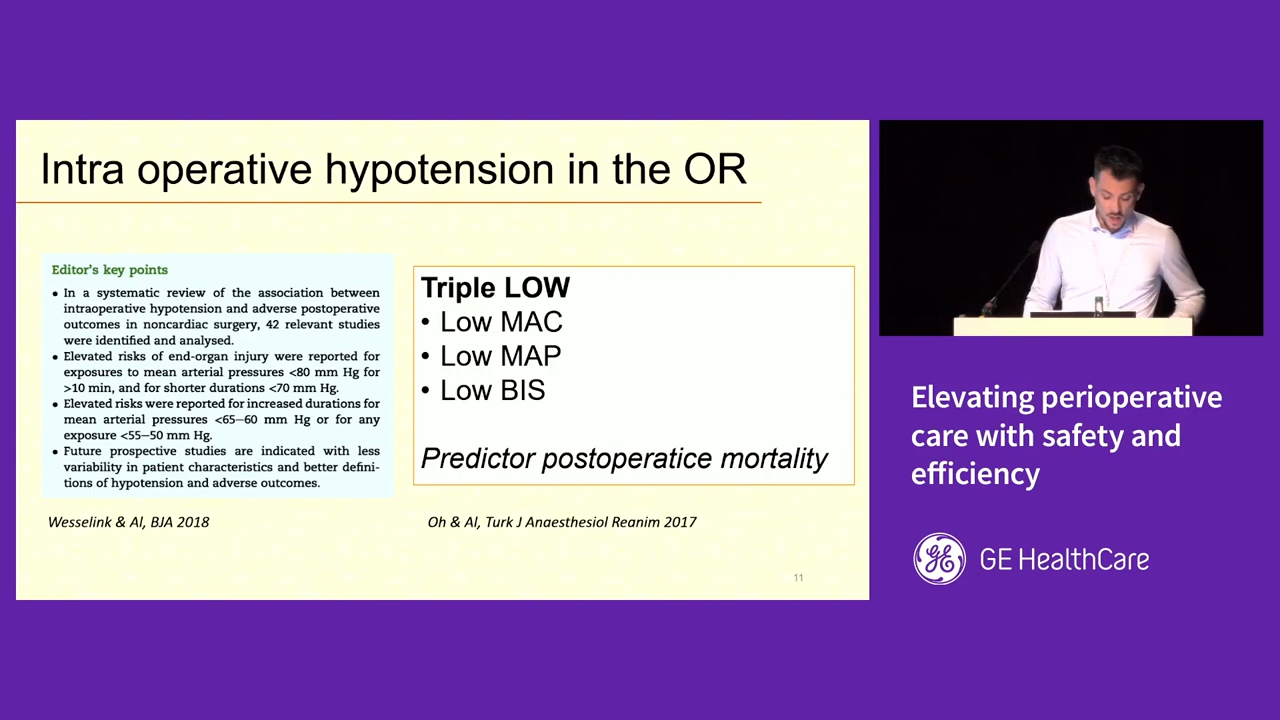 Intra operative hypotension in the OR
Editor's key points
• In a systematic review of the association between
intraoperative hypotension and adverse postoperative
outcomes in noncardiac surgery, 42 relevant studies
were identified and analysed.
• Elevated risks of end-organ injury were reported for
exposures to mean arterial pressures <80 mm Hg for
>10 min, and for shorter durations <70 mm Hg.
• Elevated risks were reported for increased durations for
mean arterial pressures <65–60 mm Hg or for any
exposure <55–50 mm Hg.
• Future prospective studies are indicated with less
variability in patient characteristics and better defini-
tions of hypotension and adverse outcomes.
Wesselink & Al, BJA 2018
Triple LOW
• Low MAC
• Low MAP
• Low BIS
Predictor postoperatice mortality
Oh & Al, Turk J Anaesthesiol Reanim 2017
11
Elevating perioperative
care with safety and
efficiency
GE HealthCare